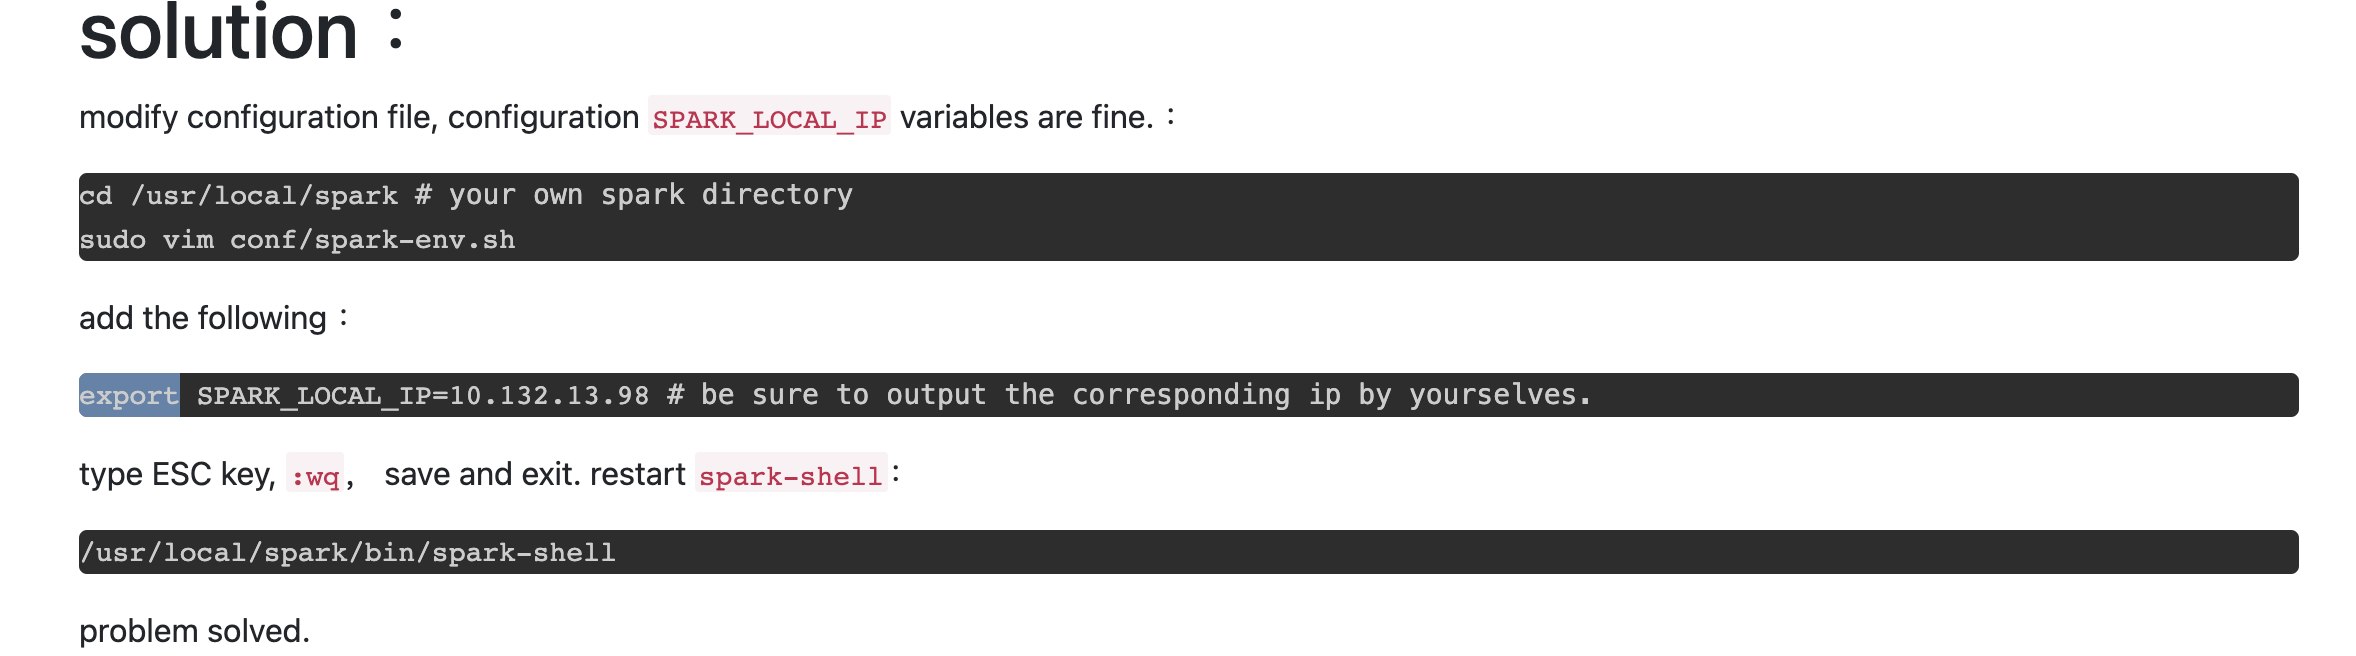 solution：
modify configuration file, configuration SPARK_LOCAL_IP variables are fine.：
cd /usr/local/spark # your own spark directory
sudo vim conf/spark-env.sh
add the following：
export SPARK_LOCAL_IP=10.132.13.98 # be sure to output the corresponding ip by yourselves.
type ESC key, :wq， save and exit. restart spark-shell：
/usr/local/spark/bin/spark-shell
problem solved.